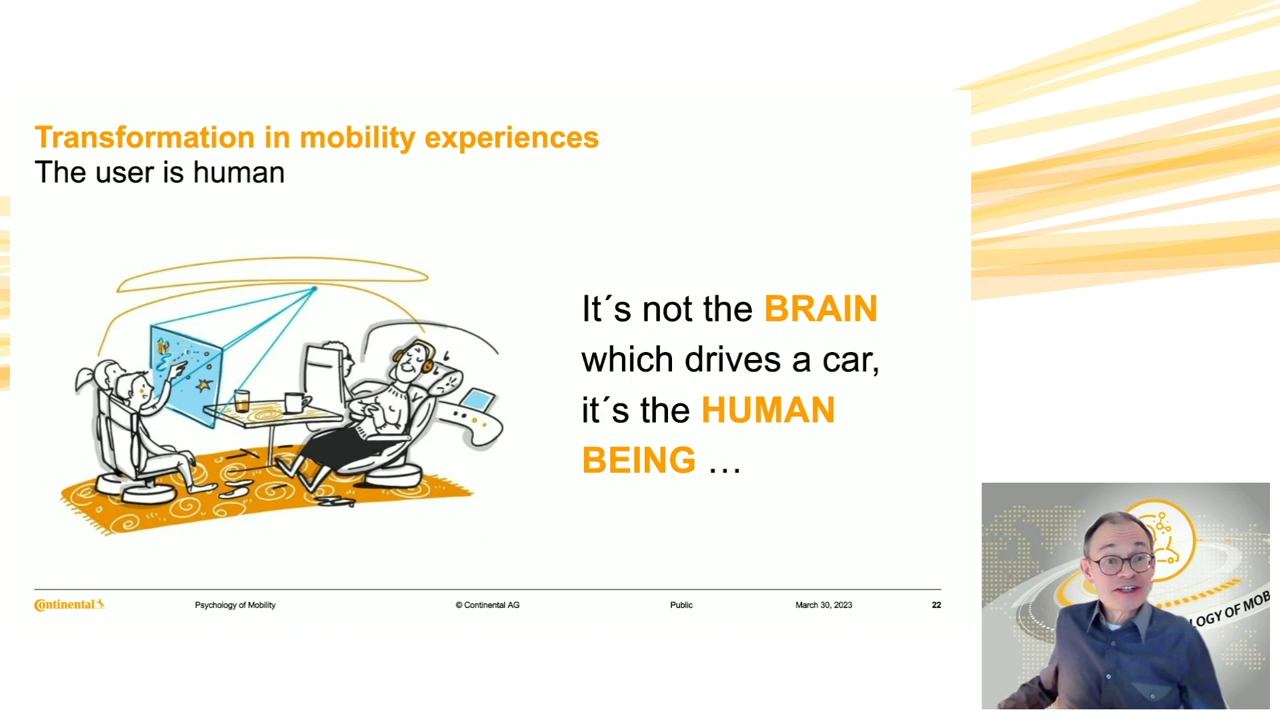 Transformation in mobility experiences
The user is human
It´s not the BRAIN
which drives a car,
it´s the HUMAN
BEING …
Continental
Psychology of Mobility
© Continental AG
Public
March 30, 2023
22
LOGY OF MOB